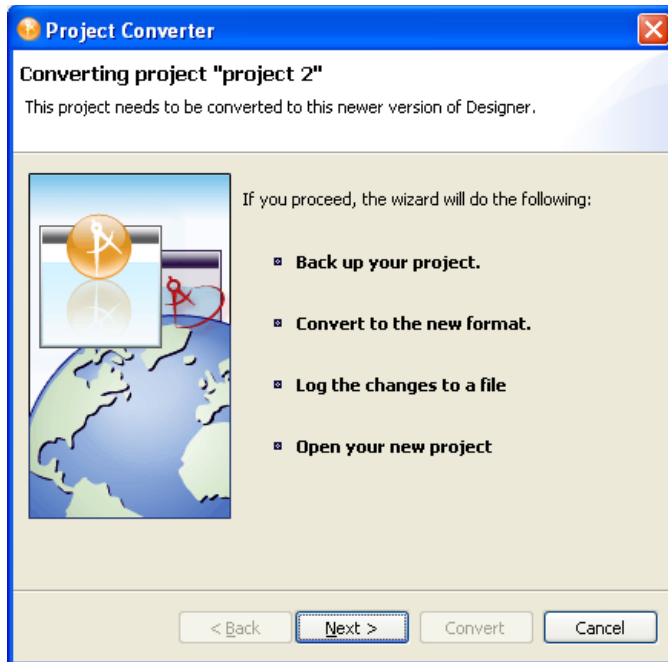 Project Converter
Converting project "project 2"
This project needs to be converted to this newer version of Designer.
If you proceed, the wizard will do the following:
Back up your project.
Convert to the new format.
Log the changes to a file
Open your new project
< Back
Next >
Convert
Cancel